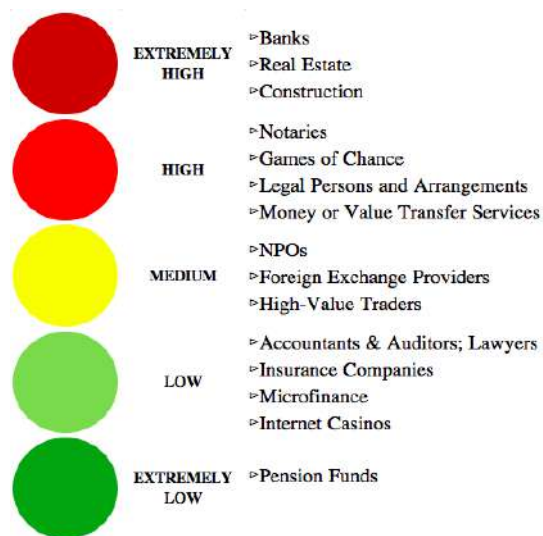 EXTREMELY
HIGH
▹Banks
▹Real Estate
▹Construction
HIGH
▹Notaries
▹Games of Chance
▹Legal Persons and Arrangements
▹Money or Value Transfer Services
MEDIUM
▹NPOs
▹Foreign Exchange Providers
▹High-Value Traders
LOW
▹Accountants & Auditors; Lawyers
▹Insurance Companies
▹Microfinance
▹Internet Casinos
EXTREMELY
LOW
▹Pension Funds